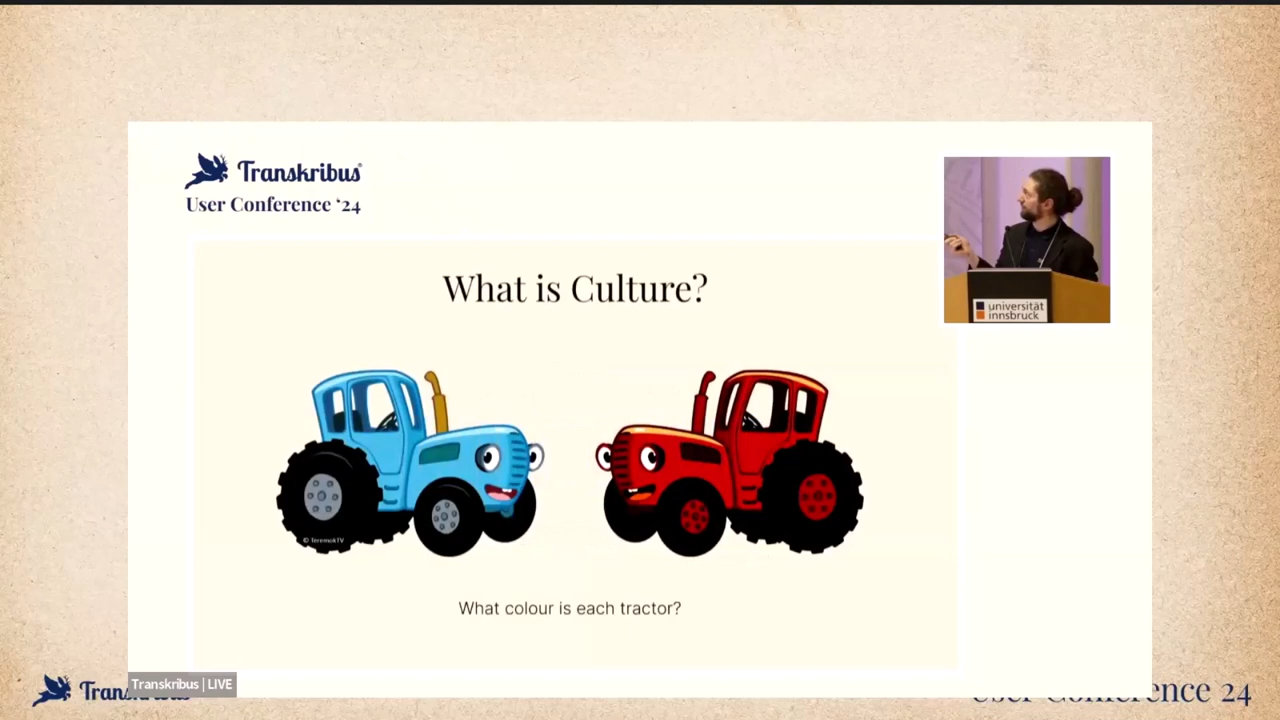 Transkribus
User Conference ‘24
What is Culture?
universität
innsbruck
© TeremokTV
What colour is each tractor?
Transkribus | LIVE
Transkribus
User Conference 24